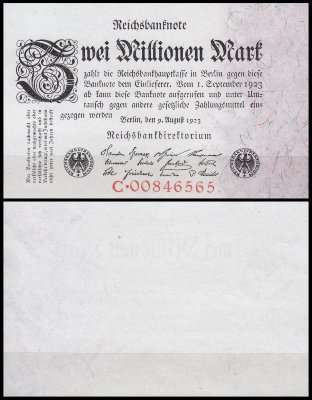 Reichsbanknote
Zwei Millionen Mark
zahlt die Reichsbankhauptkasse in Berlin gegen diese
Banknote dem Einlieferer. Vom 1. September 1923
ab kann diese Banknote aufgerufen und unter Um-
tausch gegen andere gesetzliche Zahlungsmittel ein-
gezogen werden
Berlin, den 9. August 1923
Reichsbankdirektorium
C·00846565